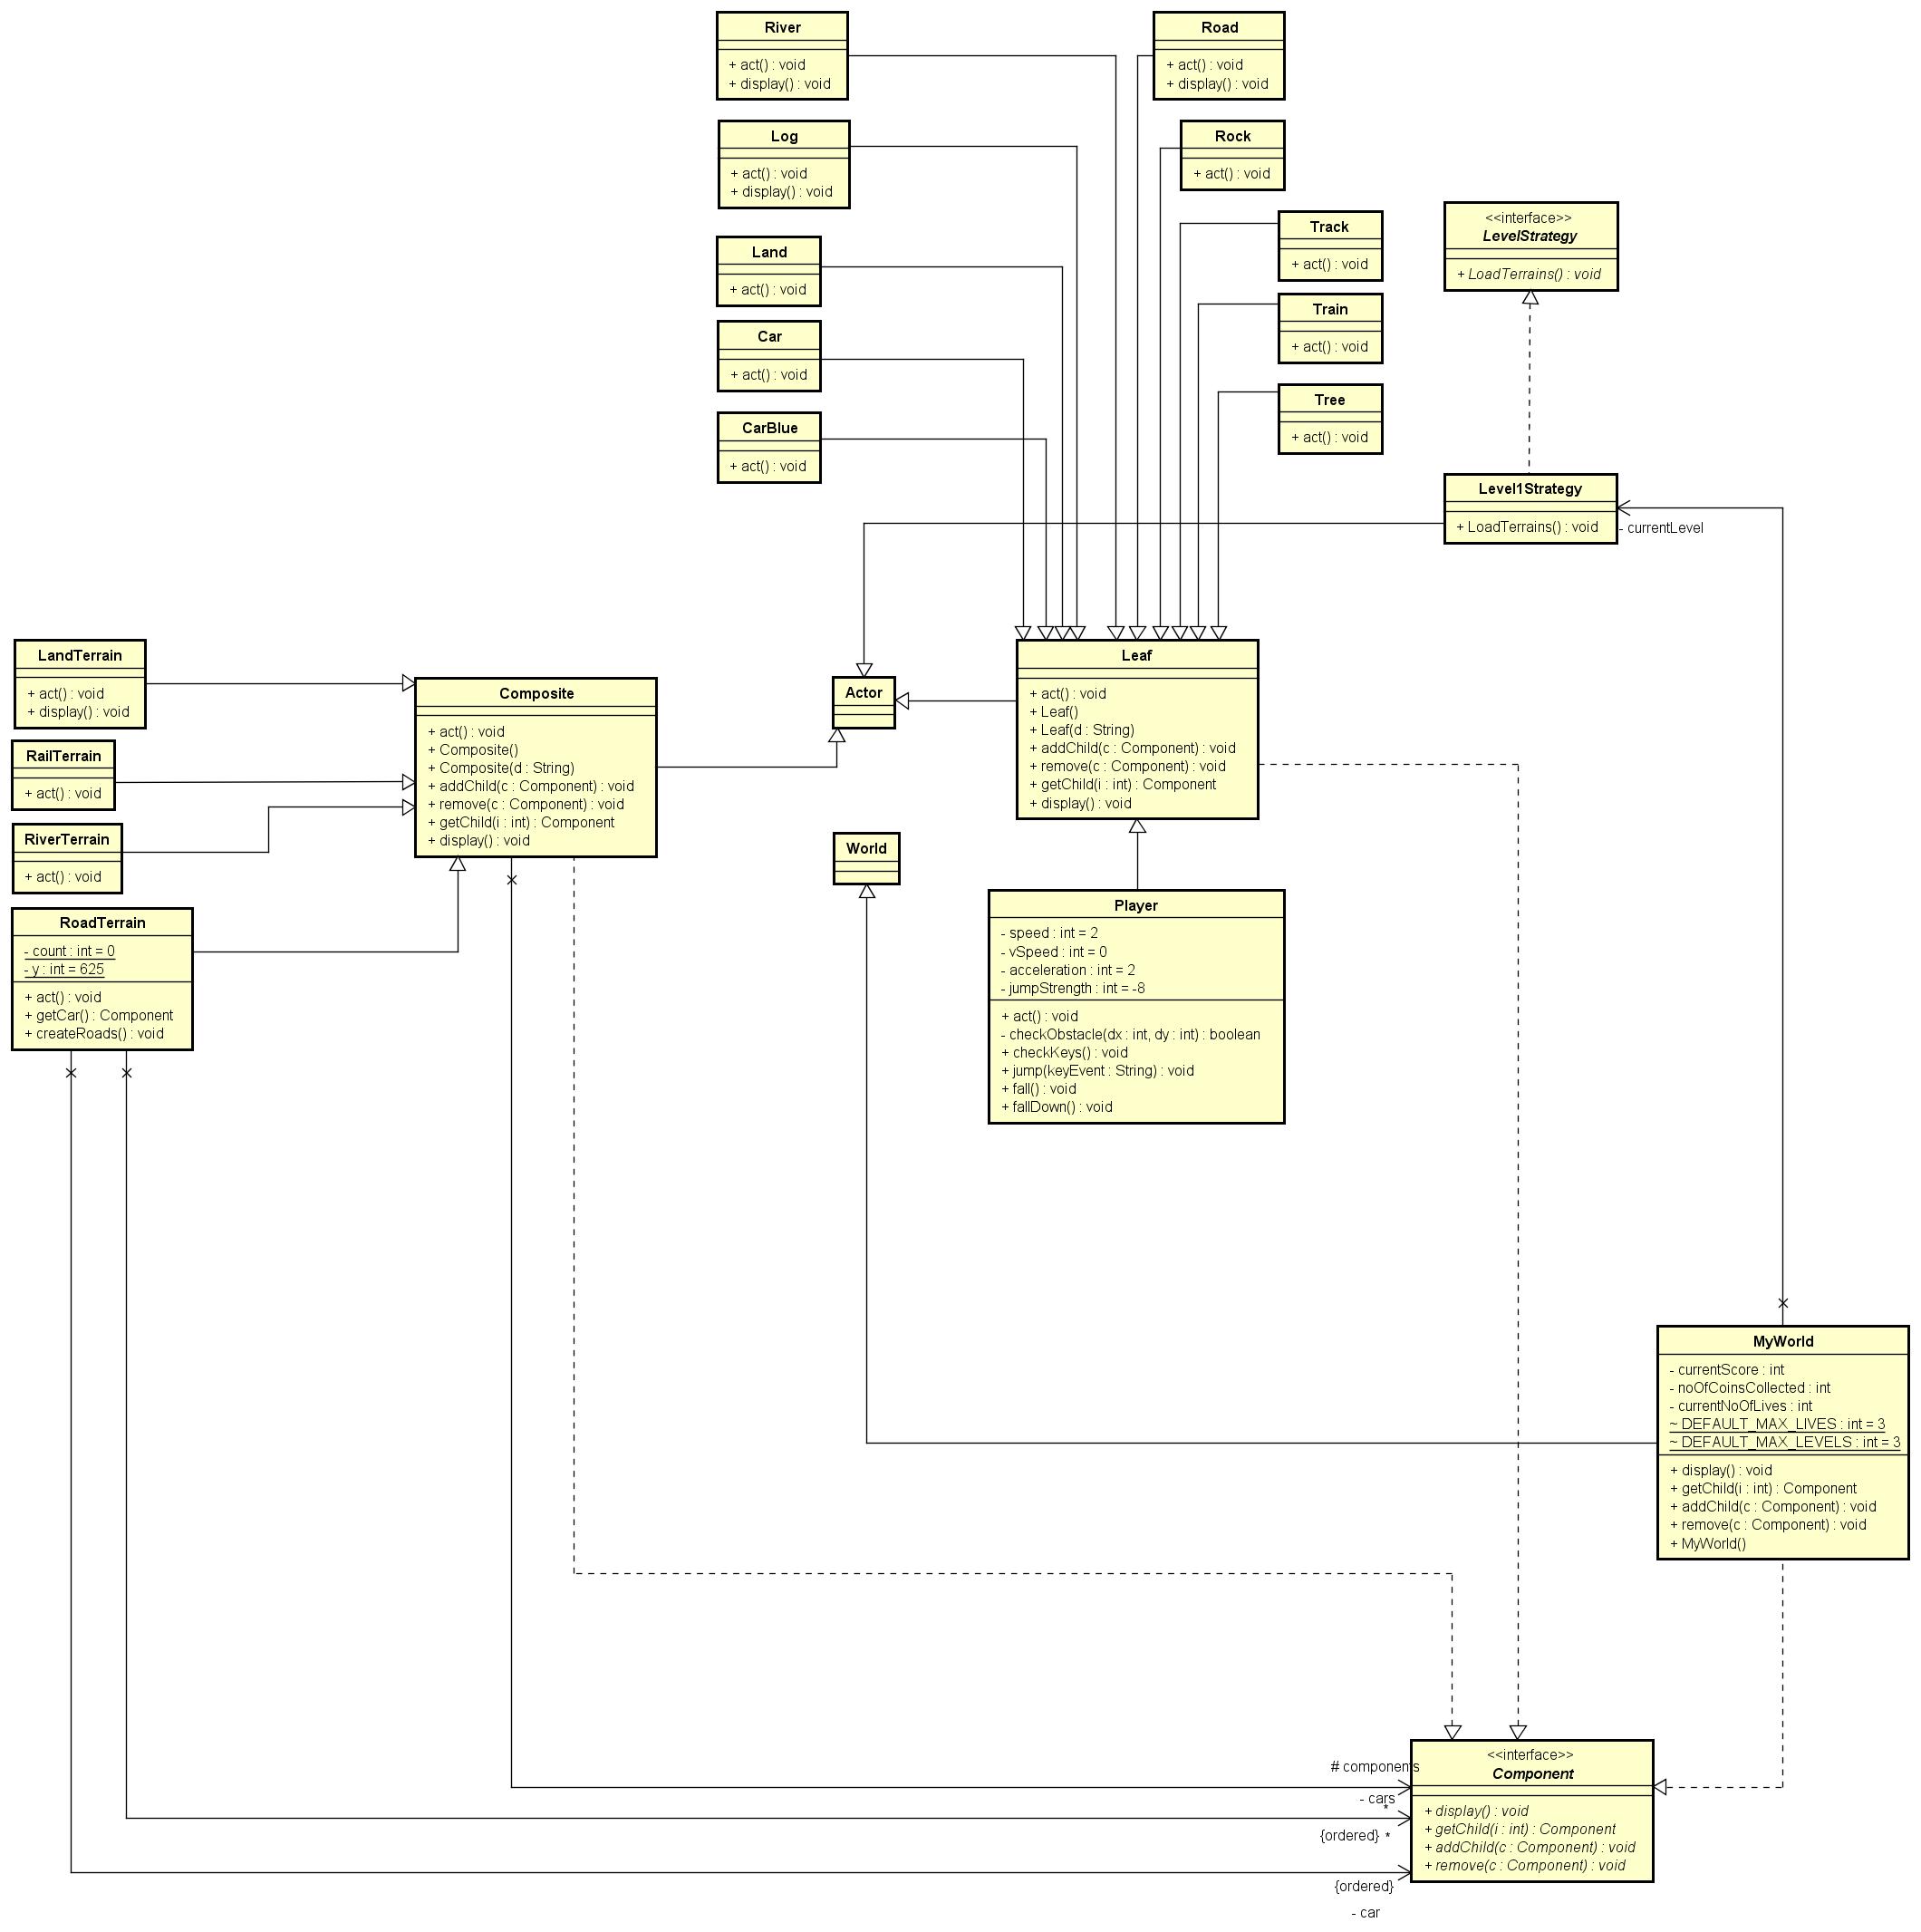 River
+ act() : void
+ display() : void
Road
+ act() : void
+ display() : void
Log
+ act() : void
+ display() : void
Rock
+ act() : void
Land
+ act() : void
Track
+ act() : void
<<interface>>
LevelStrategy
+ LoadTerrains() : void
Car
+ act() : void
Train
+ act() : void
CarBlue
+ act() : void
Tree
+ act() : void
Level1Strategy
+ LoadTerrains() : void
- currentLevel
LandTerrain
+ act() : void
+ display() : void
RailTerrain
+ act() : void
RiverTerrain
+ act() : void
RoadTerrain
- count : int = 0
- y : int = 625
+ act() : void
+ getCar() : Component
+ createRoads() : void
Composite
+ act() : void
+ Composite()
+ Composite(d : String)
+ addChild(c : Component) : void
+ remove(c : Component) : void
+ getChild(i : int) : Component
+ display() : void
Actor
World
Leaf
+ act() : void
+ Leaf()
+ Leaf(d : String)
+ addChild(c : Component) : void
+ remove(c : Component) : void
+ getChild(i : int) : Component
+ display() : void
Player
- speed : int = 2
- vSpeed : int = 0
- acceleration : int = 2
- jumpStrength : int = -8
+ act() : void
- checkObstacle(dx : int, dy : int) : boolean
+ checkKeys() : void
+ jump(keyEvent : String) : void
+ fall() : void
+ fallDown() : void
MyWorld
- currentScore : int
- noOfCoinsCollected : int
- currentNoOfLives : int
~ DEFAULT_MAX_LIVES : int = 3
~ DEFAULT_MAX_LEVELS : int = 3
+ display() : void
+ getChild(i : int) : Component
+ addChild(c : Component) : void
+ remove(c : Component) : void
+ MyWorld()
# components
- cars
*
{ordered} *
{ordered}
- car
<<interface>>
Component
+ display() : void
+ getChild(i : int) : Component
+ addChild(c : Component) : void
+ remove(c : Component) : void